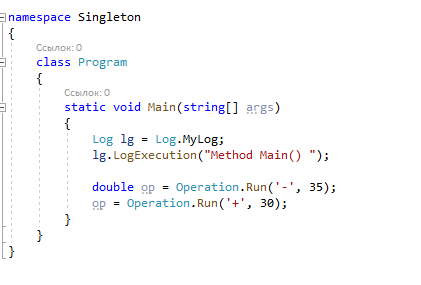 namespace Singleton
{
Ссылок: 0
class Program
{
Ссылок: 0
static void Main(string[] args)
{
Log lg = Log.MyLog;
lg.LogExecution("Method Main() ");
double op = Operation.Run('-', 35);
op = Operation.Run('+', 30);
}
}
}